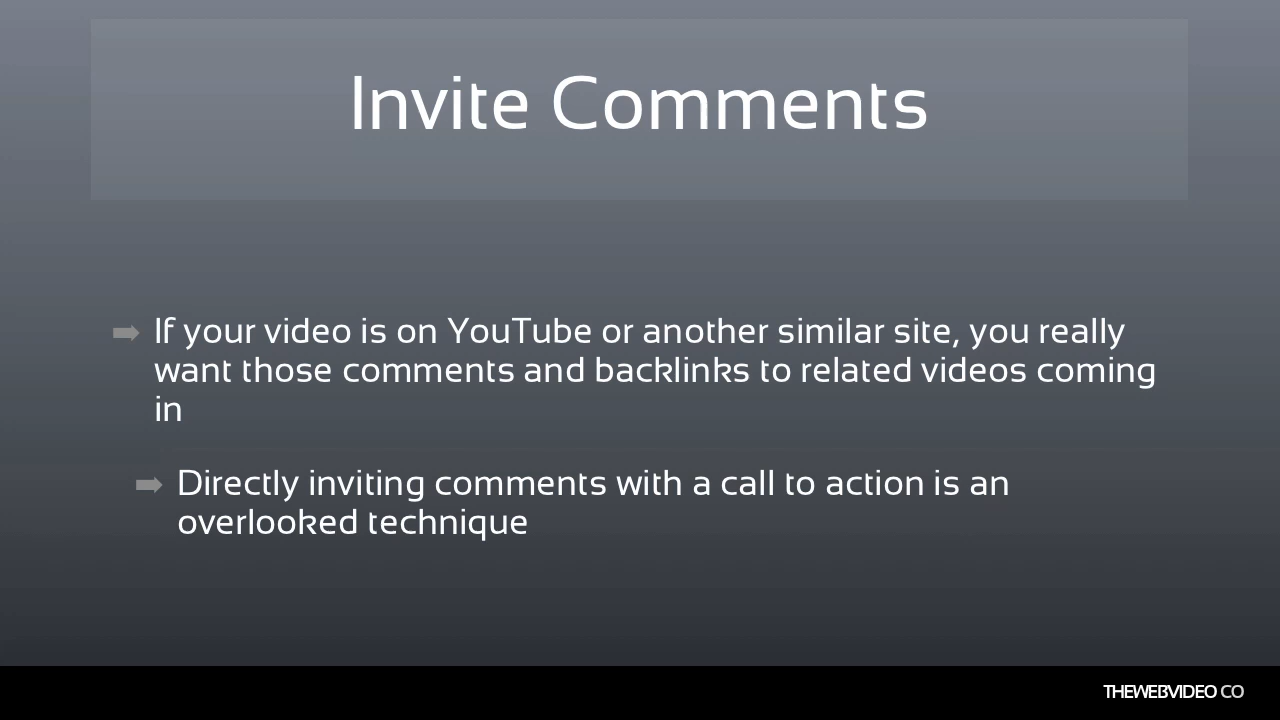 Invite Comments
If your video is on YouTube or another similar site, you really
want those comments and backlinks to related videos coming
in
Directly inviting comments with a call to action is an
overlooked technique
THEWEBVIDEO CO